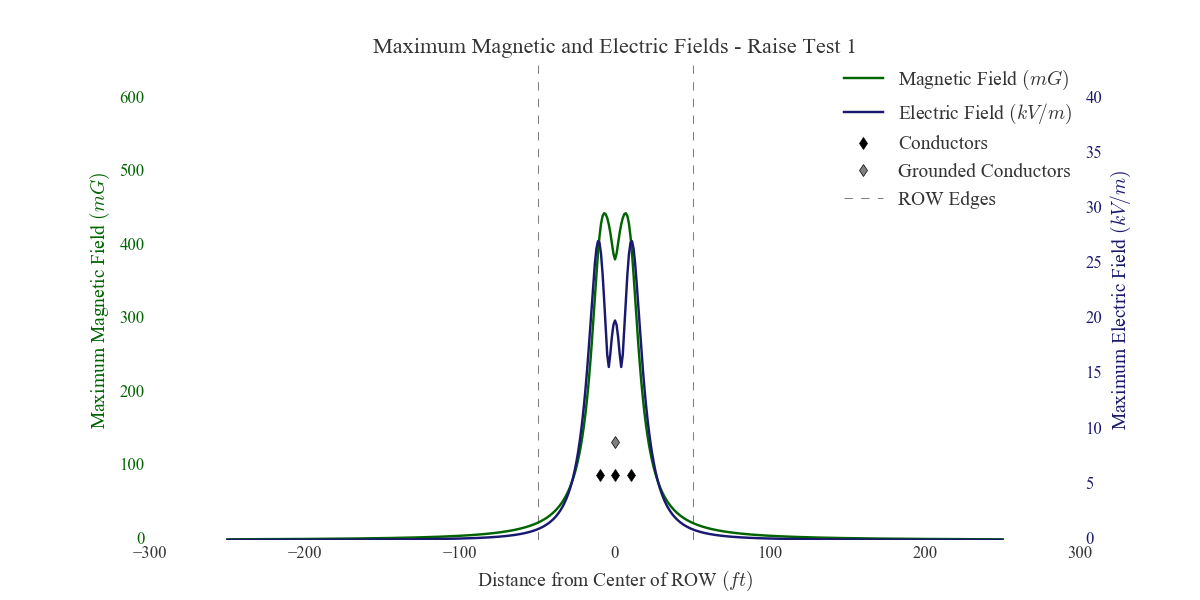 Maximum Magnetic and Electric Fields - Raise Test 1
Magnetic Field (mG)
Electric Field (kV/m)
Conductors
Grounded Conductors
ROW Edges
Maximum Magnetic Field (mG)
600
500
400
300
200
100
0
40
35
30
25
20
15
10
5
0
Maximum Electric Field (kV/m)
−300
−200
−100
0
100
200
300
Distance from Center of ROW (ft)